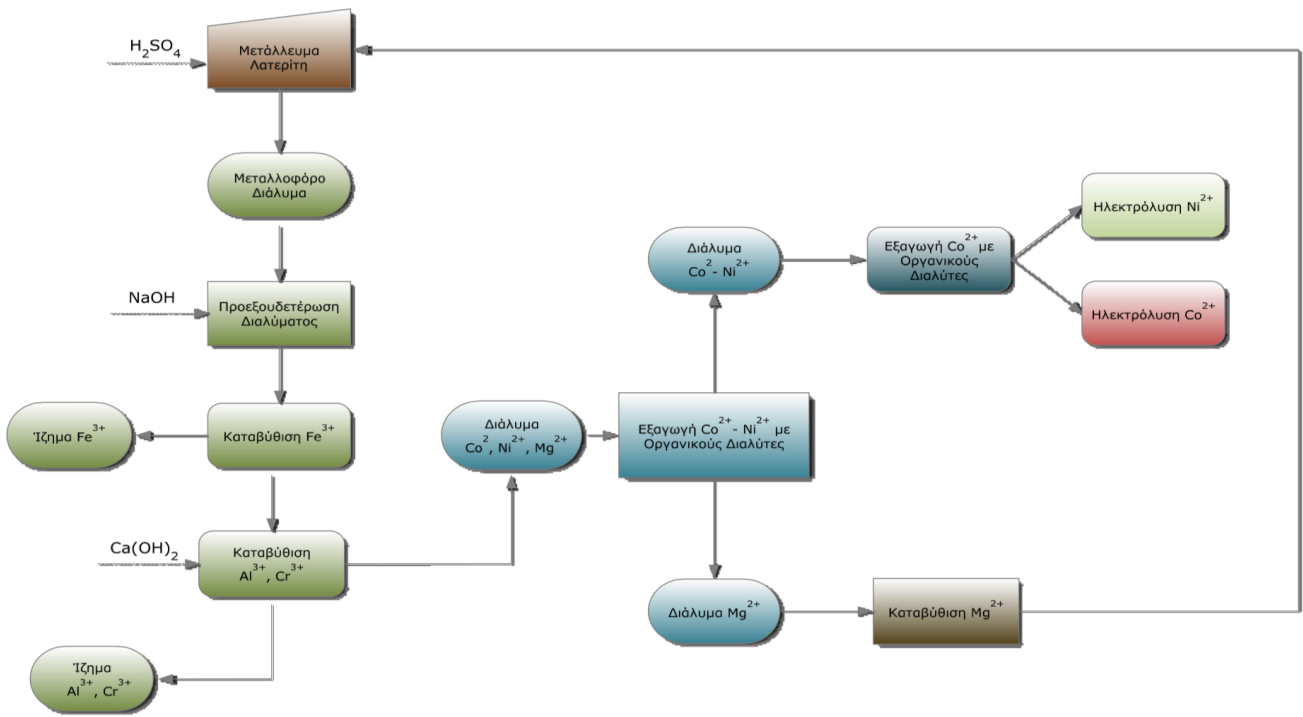 H₂SO₄
Μετάλλευμα
Λατερίτη
Μεταλλοφόρο
Διάλυμα
NaOH
Προεξουδετέρωση
Διαλύματος
Ίζημα Fe³⁺
Καταβύθιση Fe³⁺
Ca(OH)₂
Καταβύθιση
Al³⁺, Cr³⁺
Ίζημα
Al³⁺, Cr³⁺
Διάλυμα
Co², Ni²⁺, Mg²⁺
Εξαγωγή Co²⁺ - Ni²⁺ με
Οργανικούς Διαλύτες
Διάλυμα
Co² - Ni²⁺
Εξαγωγή Co²⁺ με
Οργανικούς
Διαλύτες
Ηλεκτρόλυση Ni²⁺
Ηλεκτρόλυση Co²⁺
Διάλυμα Mg²⁺
Καταβύθιση Mg²⁺